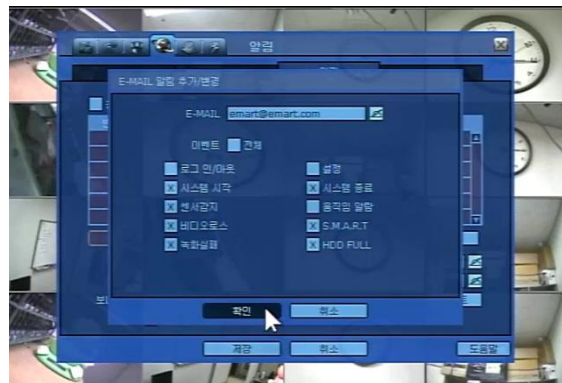 알림
E-MAIL 알림 추가/변경
E-MAIL emart@emart.com
이벤트 전체
로그 인/아웃 설정
시스템 시작 시스템 종료
센서감지 움직임 알람
비디오로스 S.M.A.R.T
녹화실패 HDD FULL
확인 취소
저장 취소 도움말